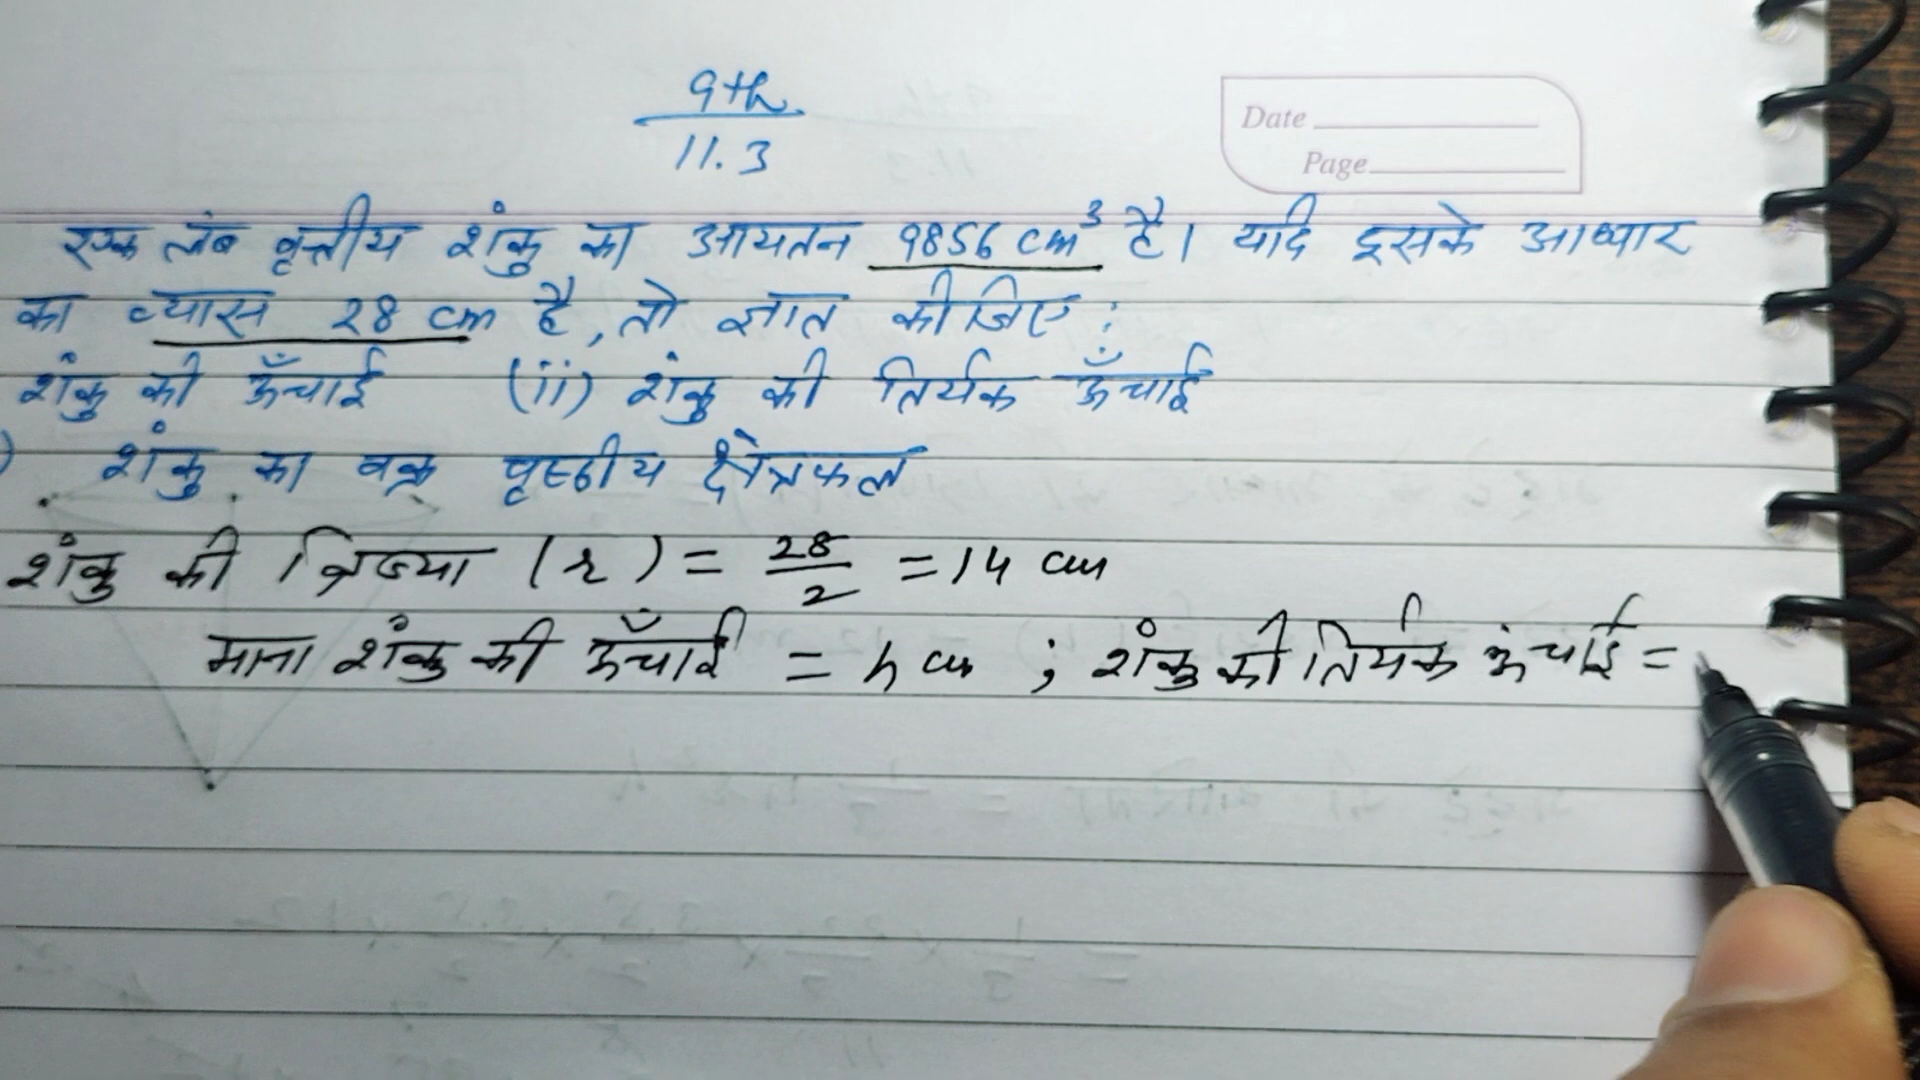 9th
11.3
Date
Page
एक लंब वृत्तीय शंकु का आयतन 9856 cm³ है। यदि इसके आधार
का व्यास 28 cm है, तो ज्ञात कीजिए :
शंकु की ऊँचाई (ii) शंकु की तिर्यक ऊँचाई
) शंकु का वक्र पृष्ठीय क्षेत्रफल
शंकु की त्रिज्या (r) = 28/2 = 14 cm
माना शंकु की ऊँचाई = h cm ; शंकु की तिर्यक ऊंचाई =